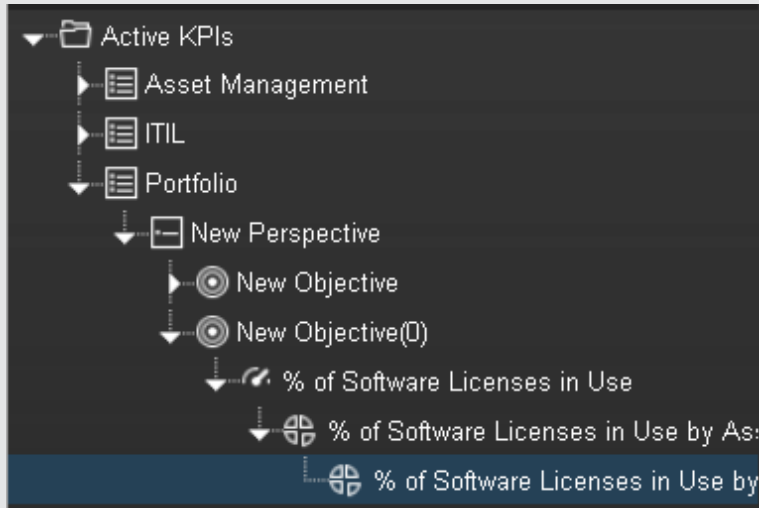 Active KPIs
Asset Management
ITIL
Portfolio
New Perspective
New Objective
New Objective(0)
% of Software Licenses in Use
% of Software Licenses in Use by
% of Software Licenses in Use by